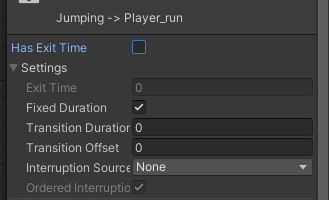 Jumping -> Player_run
Has Exit Time
Settings
Exit Time 0
Fixed Duration
Transition Duration 0
Transition Offset 0
Interruption Source None
Ordered Interruptio